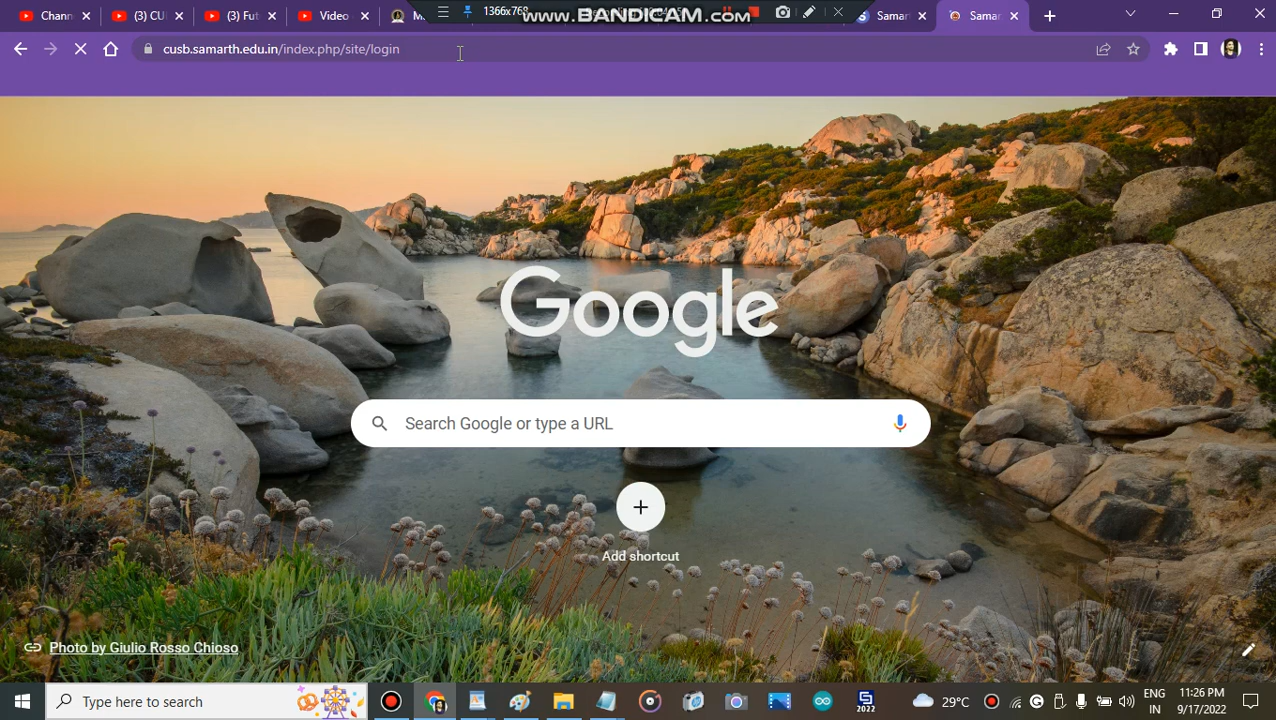 Chann
(3) CU
(3) Fut
Video -
M
1366x768
www.BANDICAM.com
Samar
Samar
cusb.samarth.edu.in/index.php/site/login
Google
Search Google or type a URL
Add shortcut
Photo by Giulio Rosso Chioso
Type here to search
2022
29°C
ENG
IN
11:26 PM
9/17/2022